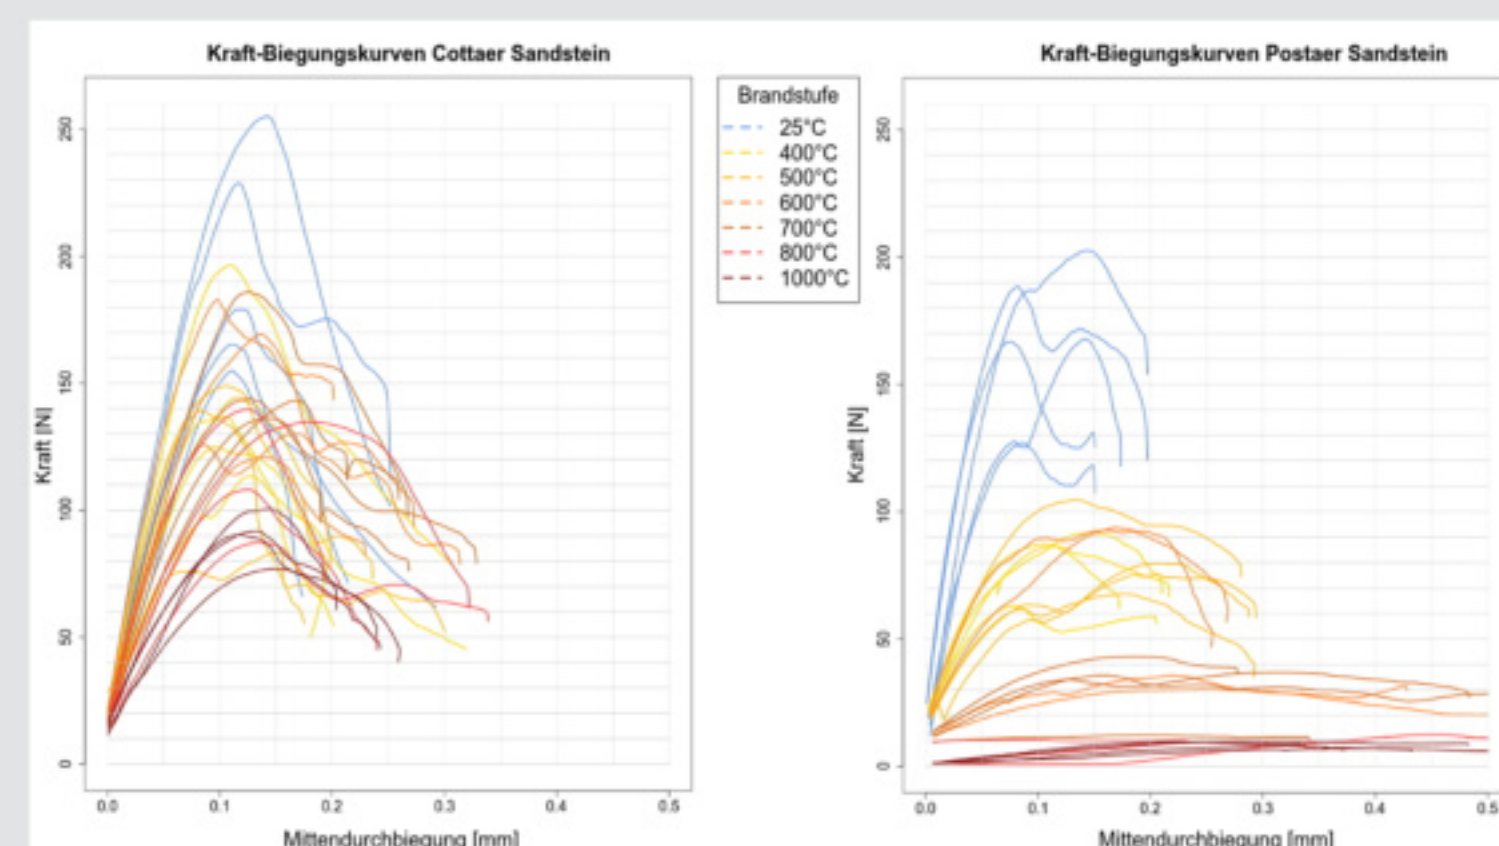 Kraft-Biegungskurven Cottaer Sandstein
Kraft [N]
250
200
150
100
50
0
0.0 0.1 0.2 0.3 0.4 0.5
Mittendurchbiegung [mm]
Brandstufe
25°C
400°C
500°C
600°C
700°C
800°C
1000°C
Kraft-Biegungskurven Postaer Sandstein
Kraft [N]
250
200
150
100
50
0
0.0 0.1 0.2 0.3 0.4 0.5
Mittendurchbiegung [mm]